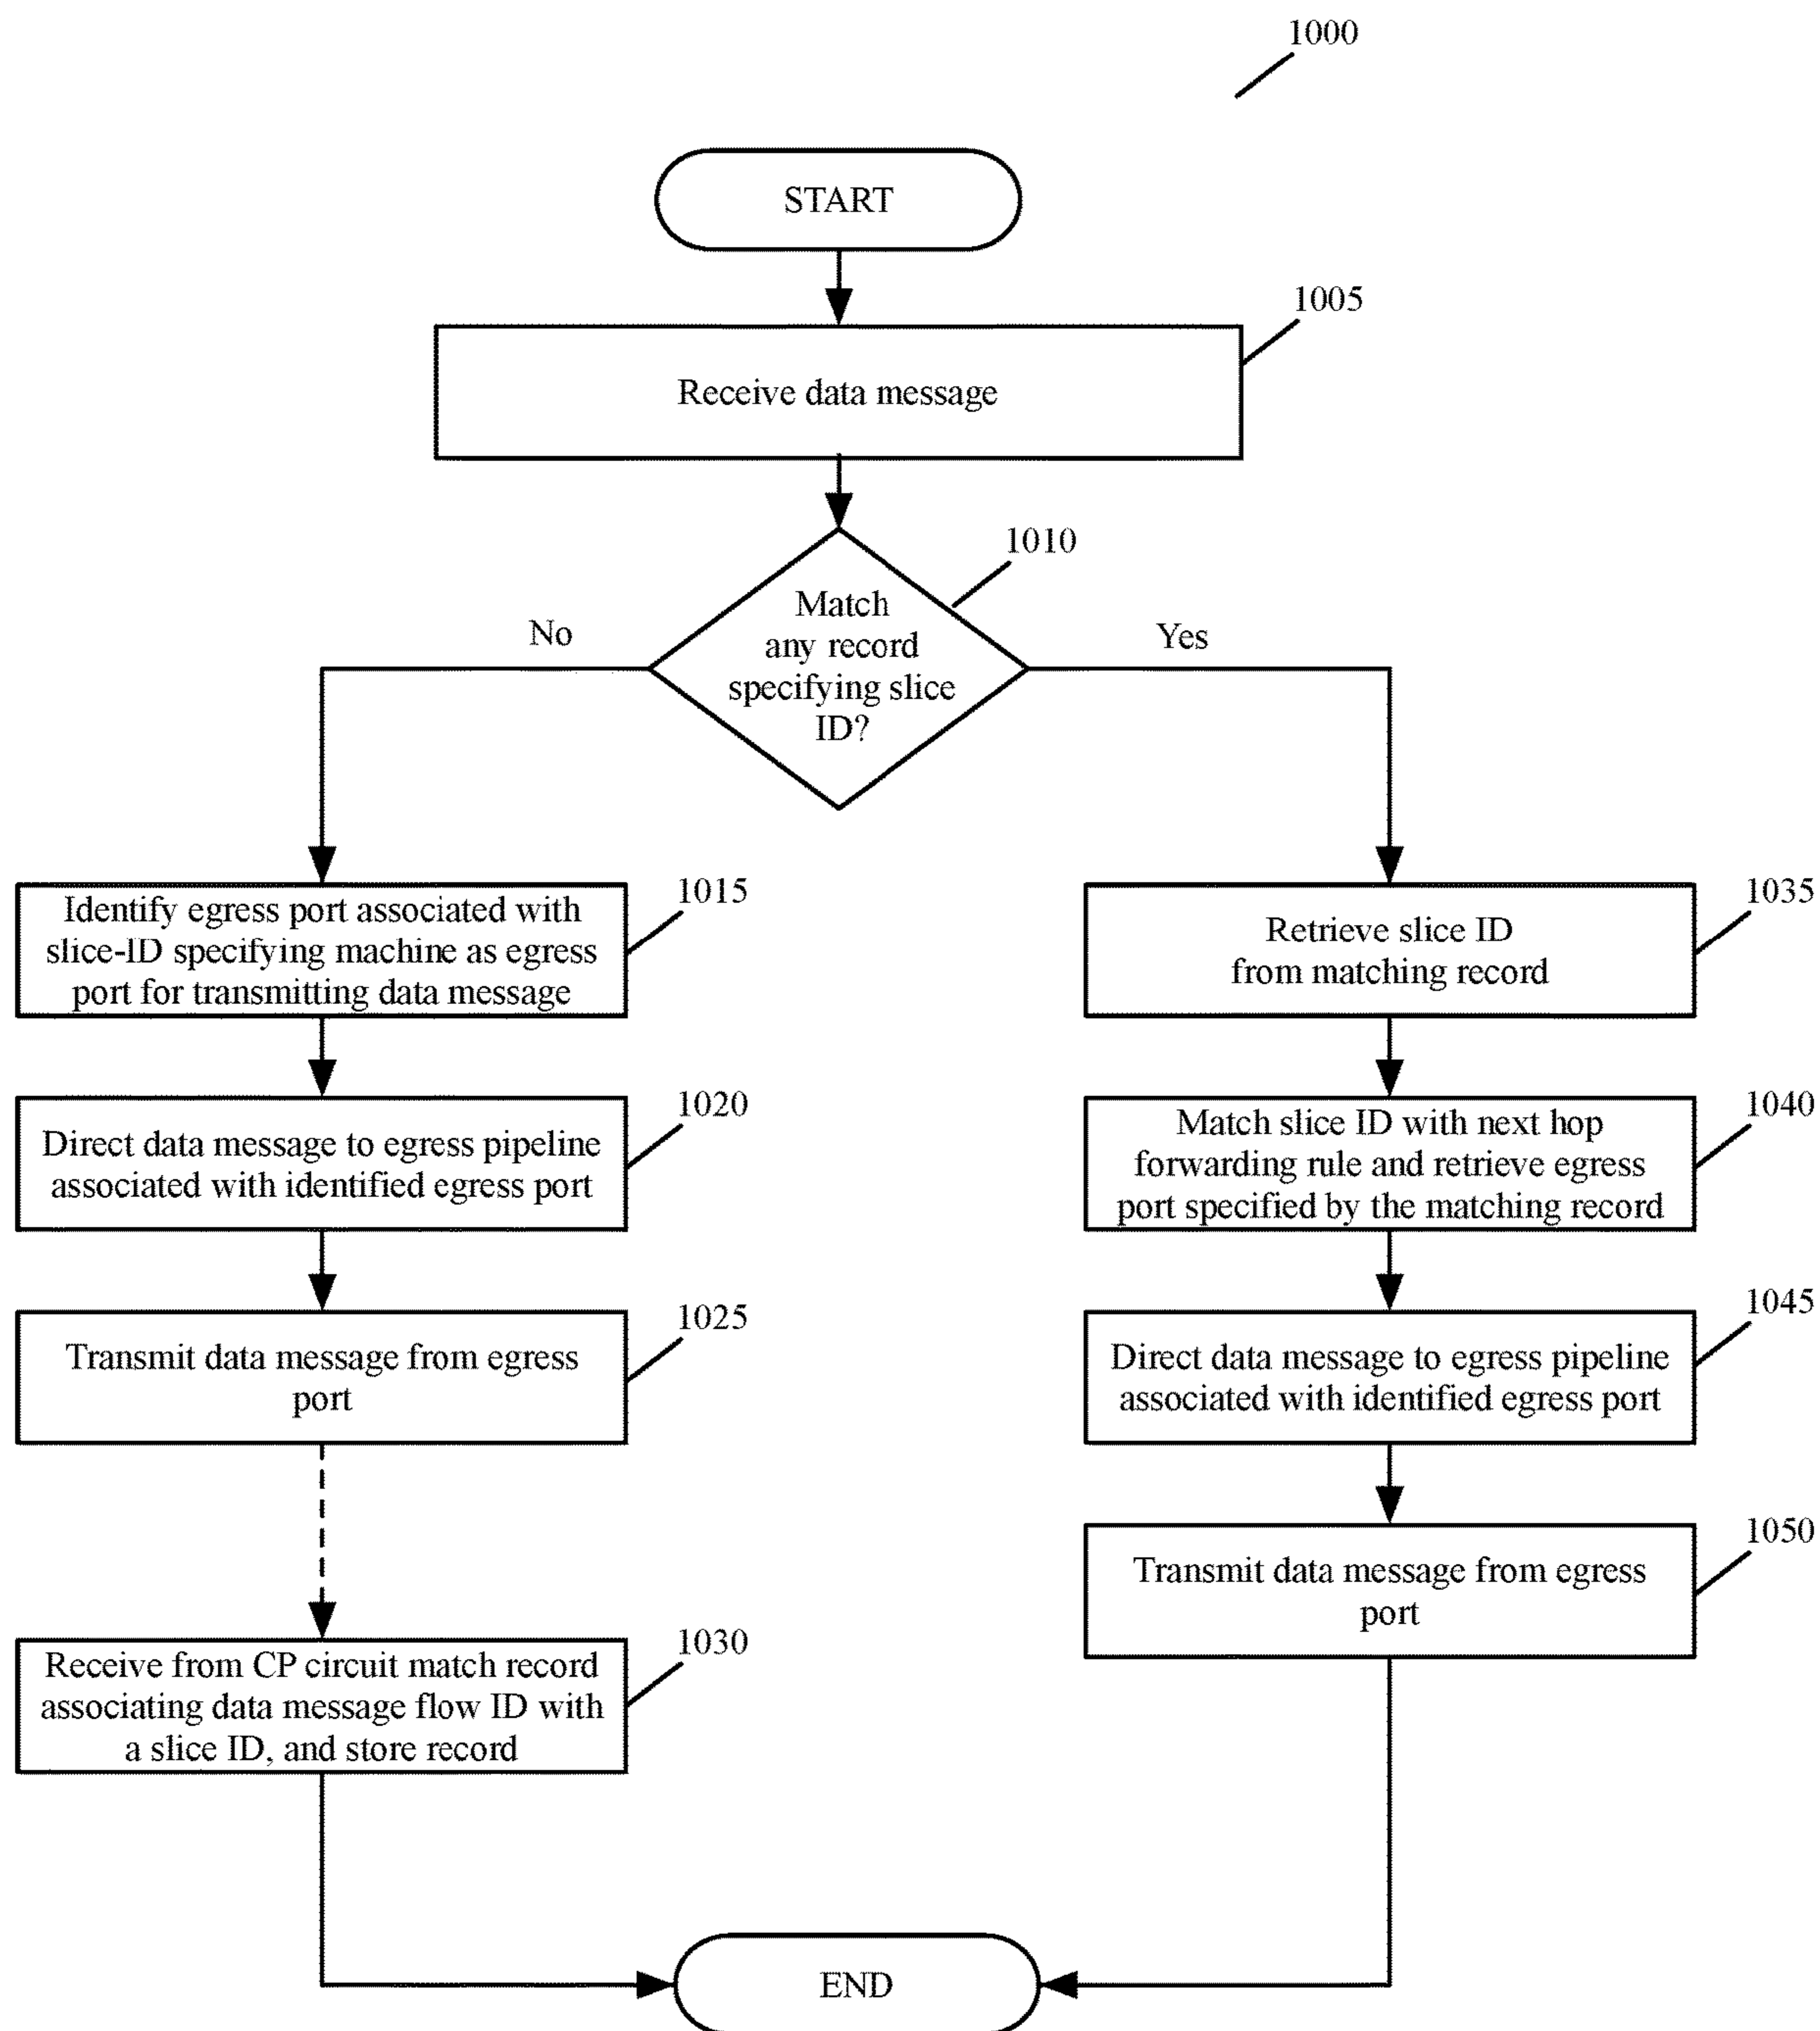 1000
START
1005
Receive data message
1010
Match
any record
specifying slice
ID?
No
Yes
1015
Identify egress port associated with
slice-ID specifying machine as egress
port for transmitting data message
1035
Retrieve slice ID
from matching record
1020
Direct data message to egress pipeline
associated with identified egress port
1040
Match slice ID with next hop
forwarding rule and retrieve egress
port specified by the matching record
1025
Transmit data message from egress
port
1045
Direct data message to egress pipeline
associated with identified egress port
1050
Transmit data message from egress
port
1030
Receive from CP circuit match record
associating data message flow ID with
a slice ID, and store record
END